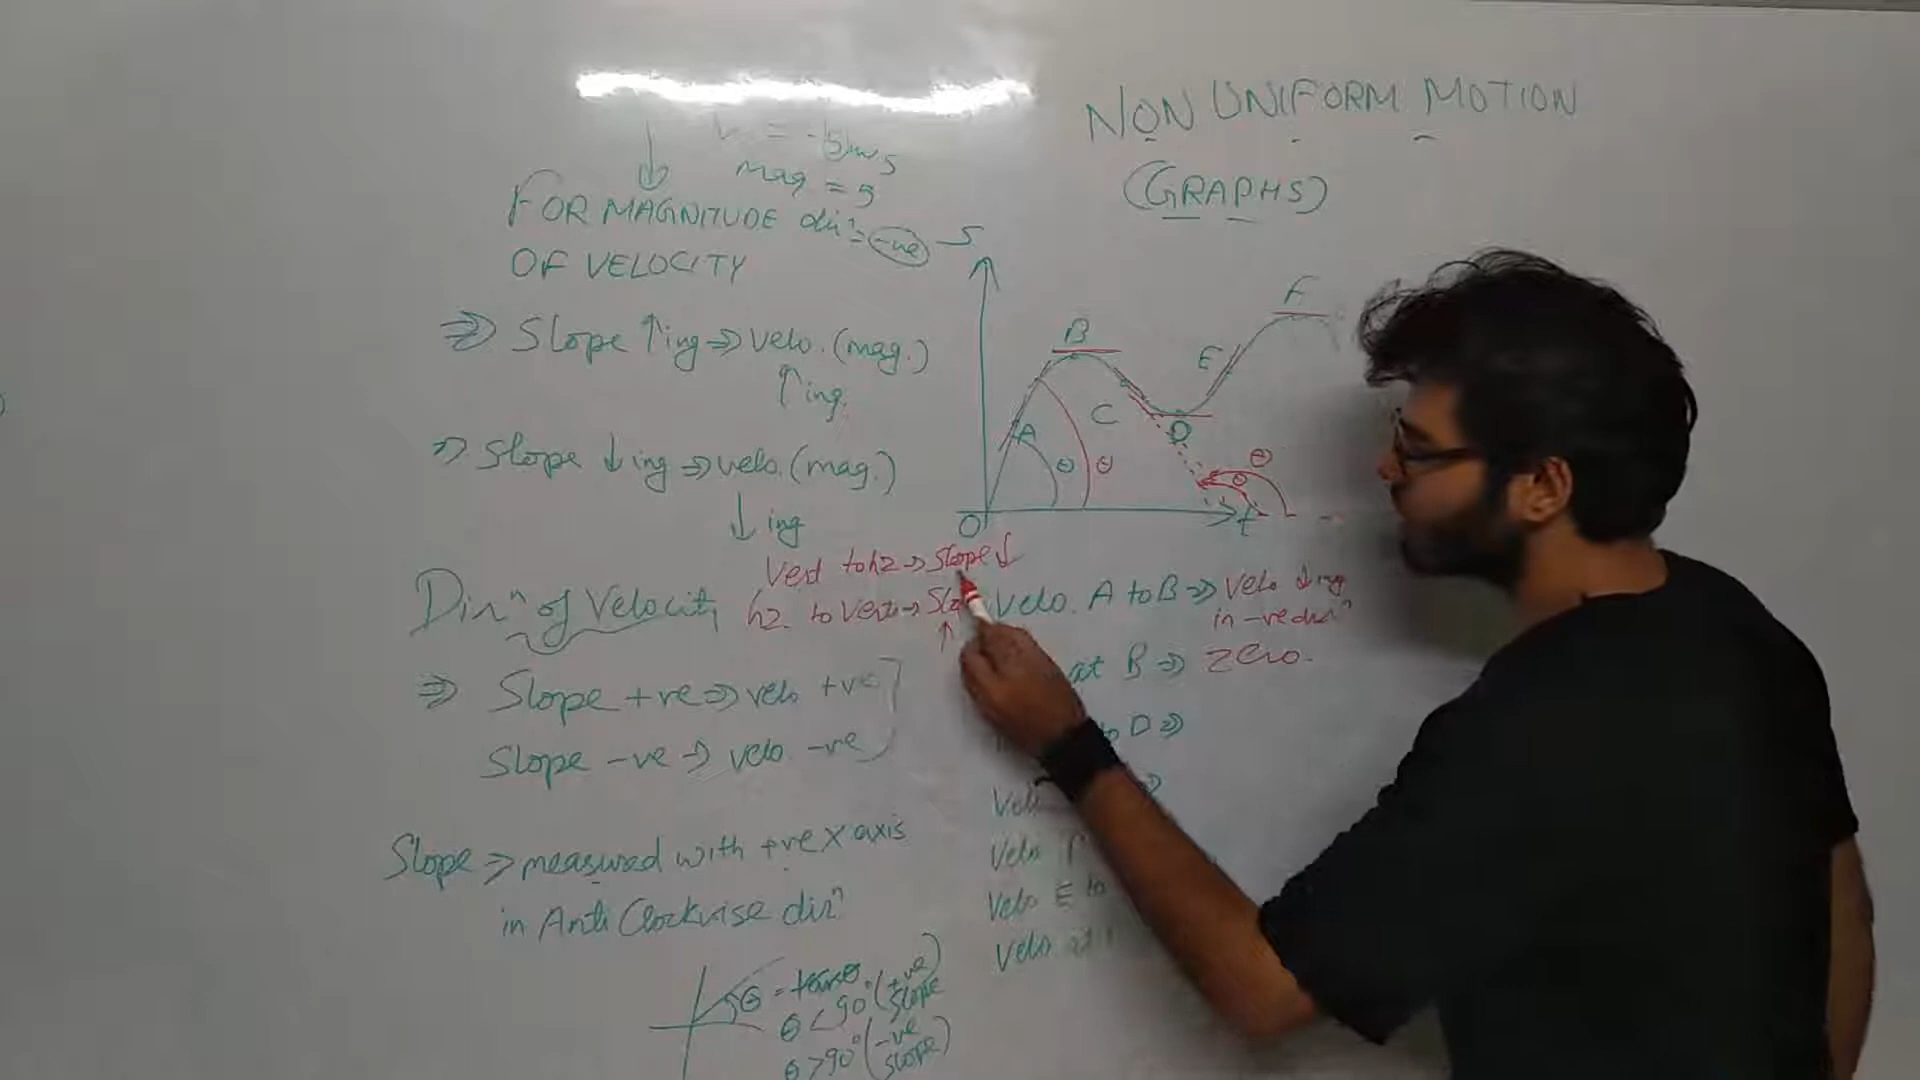 NON UNIFORM MOTION
(GRAPHS)
mag = 5
FOR MAGNITUDE dirⁿ = -ve
OF VELOCITY
⇒ Slope ↑ing ⇒ velo. (mag.)
↑ing.
⇒ Slope ↓ing ⇒ velo. (mag.)
↓ing
S
A
B
C
D
E
F
θ
θ
θ
θ
O
t
Vert to hz → Slope ↓
hz. to Vert →
↑
Dirⁿ of Velocity
⇒ Slope +ve ⇒ velo +ve
Slope -ve → velo -ve
Slope ⇒ measured with +ve X axis
in Anti Clockwise dirⁿ
θ = tanθ
θ < 90° (+ve slope)
θ > 90° (-ve slope)
Velo. A to B ⇒ Velo ↓ing
in -ve dirⁿ
at B ⇒ Zero.
to D ⇒
Velo
Velo
Velo E to
Velo. at